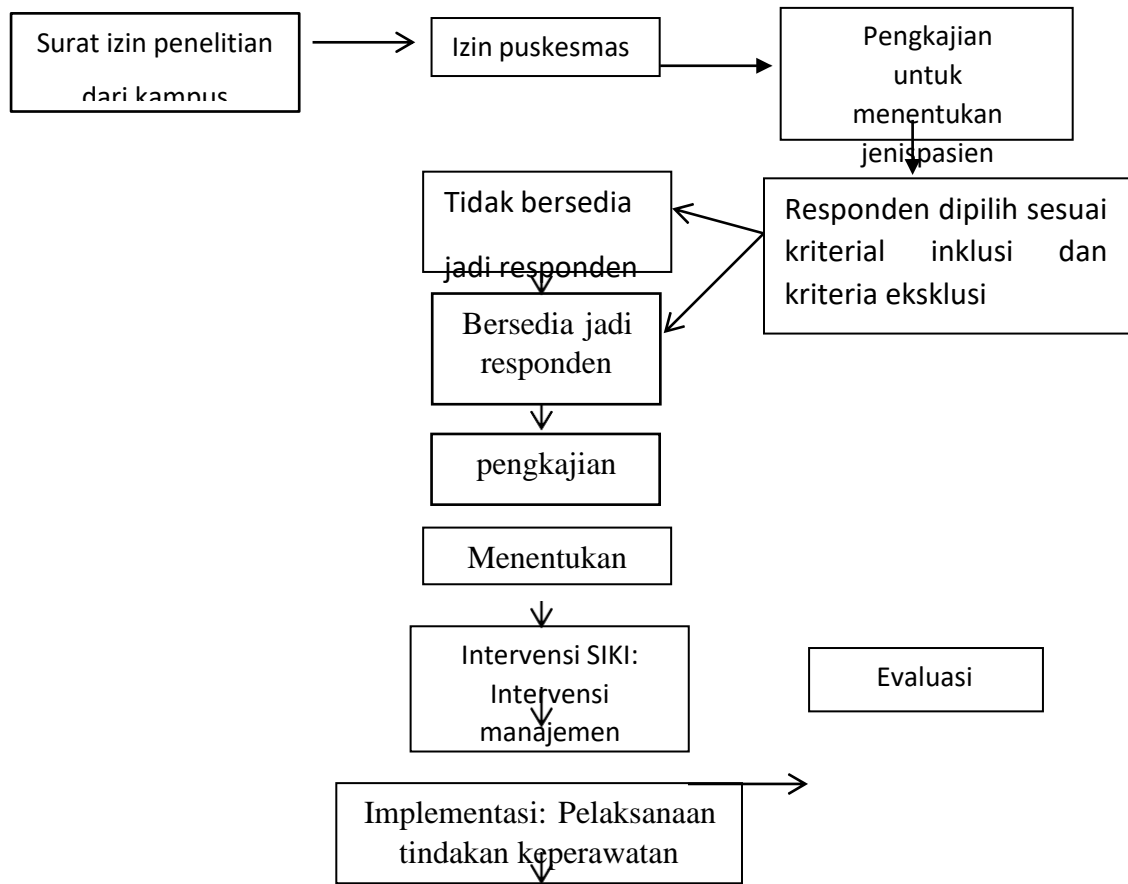 Surat izin penelitian
dari kampus
Izin puskesmas
Pengkajian
untuk
menentukan
jenispasien
Tidak bersedia
jadi responden
Responden dipilih sesuai
kriterial inklusi dan
kriteria eksklusi
Bersedia jadi
responden
pengkajian
Menentukan
Intervensi SIKI:
Intervensi
manajemen
Evaluasi
Implementasi: Pelaksanaan
tindakan keperawatan